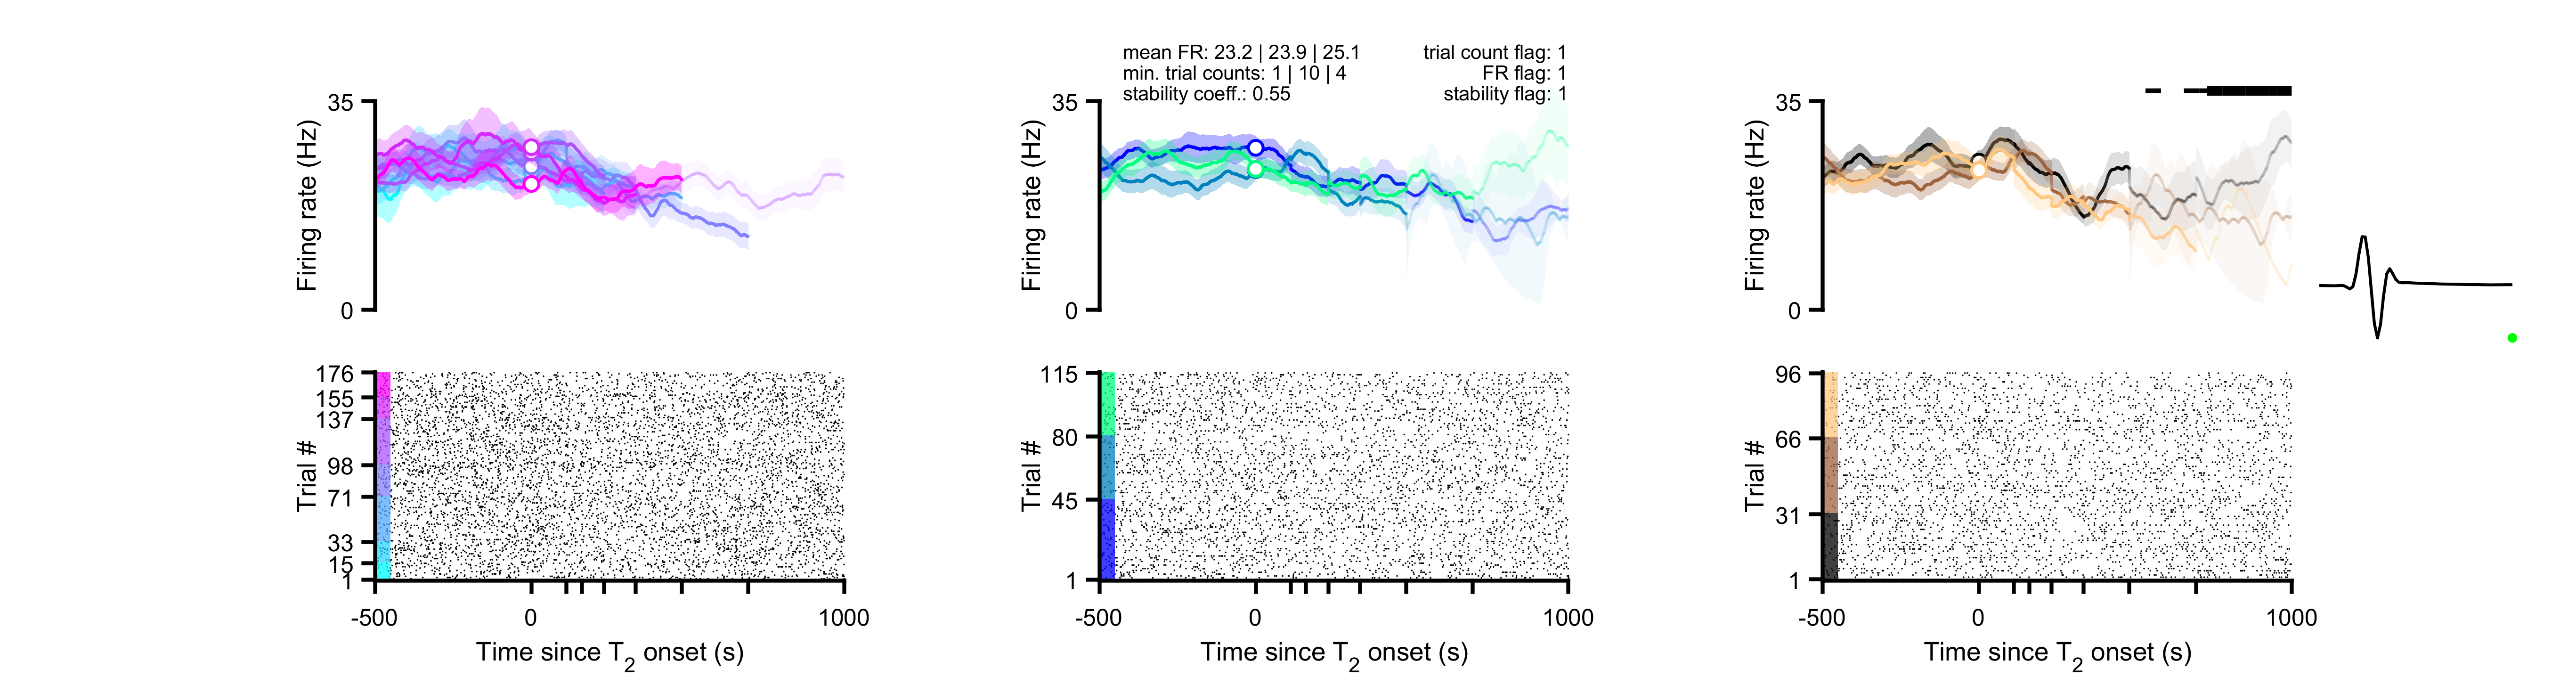 mean FR: 23.2 | 23.9 | 25.1
min. trial counts: 1 | 10 | 4
stability coeff.: 0.55
trial count flag: 1
FR flag: 1
stability flag: 1
35
Firing rate (Hz)
0
35
Firing rate (Hz)
0
35
Firing rate (Hz)
0
176
155
137
98
71
33
15
1
Trial #
-500
0
1000
Time since T2 onset (s)
115
80
45
1
Trial #
-500
0
1000
Time since T2 onset (s)
96
66
31
1
Trial #
-500
0
1000
Time since T2 onset (s)